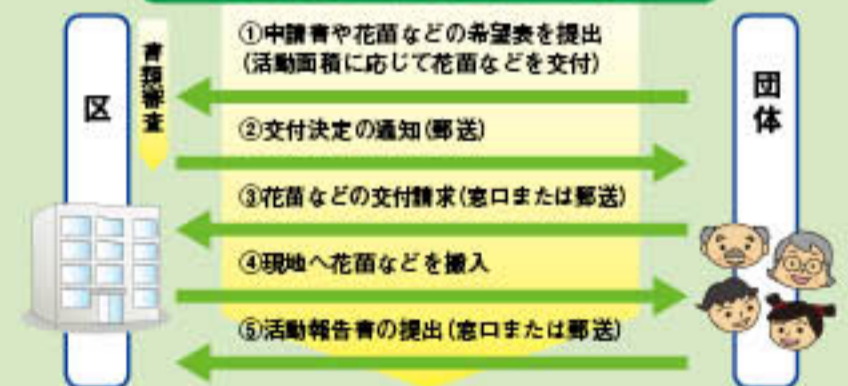 ①申請書や花苗などの希望表を提出
(活動面積に応じて花苗などを交付)
書類審査
区
団体
②交付決定の通知(郵送)
③花苗などの交付請求(窓口または郵送)
④現地へ花苗などを搬入
⑤活動報告書の提出(窓口または郵送)